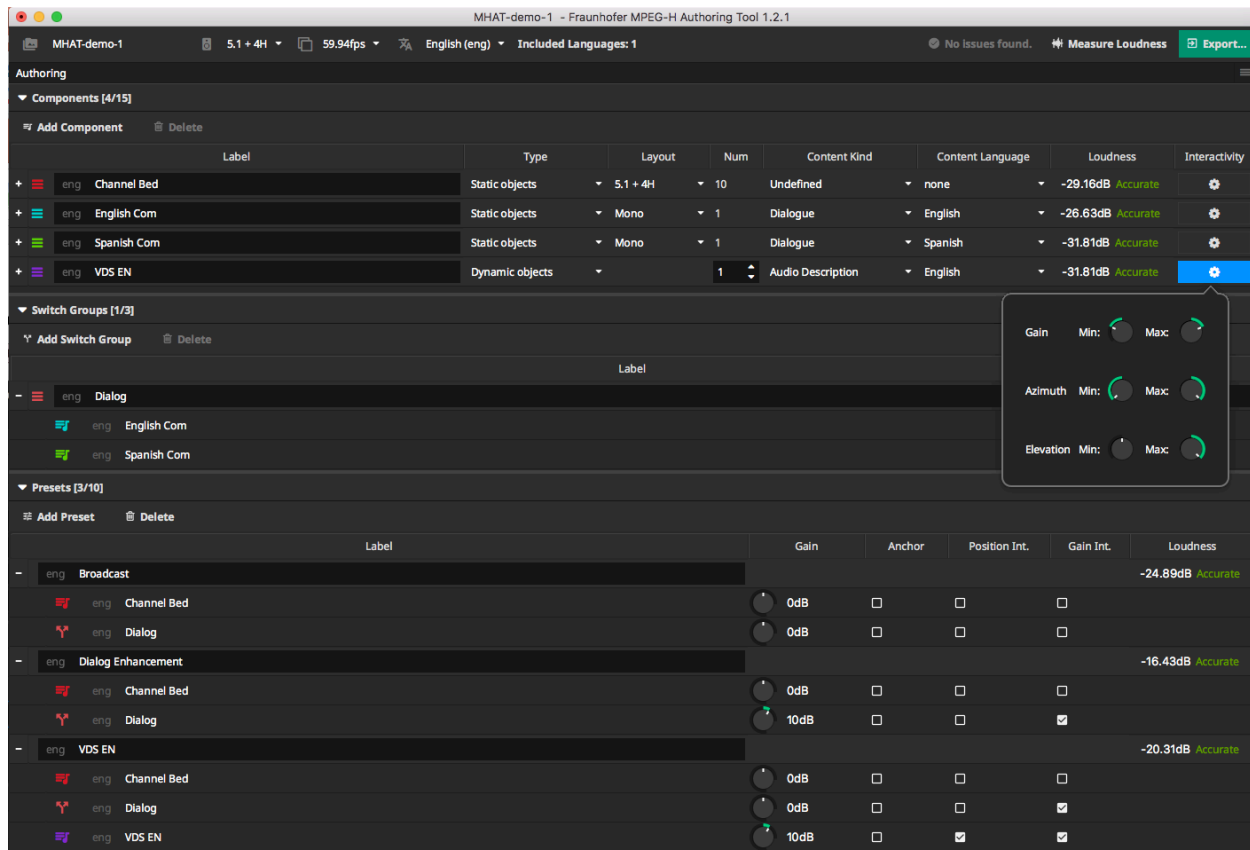 MHAT-demo-1 - Fraunhofer MPEG-H Authoring Tool 1.2.1
MHAT-demo-1 5.1 + 4H 59.94fps English (eng) Included Languages: 1 No issues found. Measure Loudness Export...
Authoring
Components [4/15]
Add Component Delete
Label Type Layout Num Content Kind Content Language Loudness Interactivity
+ eng Channel Bed Static objects 5.1 + 4H 10 Undefined none -29.16dB Accurate
+ eng English Com Static objects Mono 1 Dialogue English -26.63dB Accurate
+ eng Spanish Com Static objects Mono 1 Dialogue Spanish -31.81dB Accurate
+ eng VDS EN Dynamic objects 1 Audio Description English -31.81dB Accurate
Switch Groups [1/3]
Gain Min: Max:
Add Switch Group Delete
Label
Azimuth Min: Max:
- eng Dialog
eng English Com
Elevation Min: Max:
eng Spanish Com
Presets [3/10]
Add Preset Delete
Label Gain Anchor Position Int. Gain Int. Loudness
- eng Broadcast -24.89dB Accurate
eng Channel Bed 0dB
eng Dialog 0dB
- eng Dialog Enhancement -16.43dB Accurate
eng Channel Bed 0dB
eng Dialog 10dB
- eng VDS EN -20.31dB Accurate
eng Channel Bed 0dB
eng Dialog 0dB
eng VDS EN 10dB